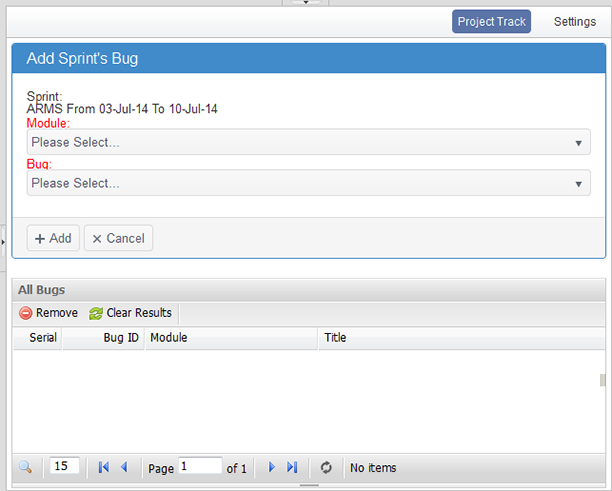 Project Track Settings
Add Sprint's Bug
Sprint:
ARMS From 03-Jul-14 To 10-Jul-14
Module:
Please Select...
Bug:
Please Select...
Add Cancel
All Bugs
Remove Clear Results
Serial Bug ID Module Title
15 Page 1 of 1 No items